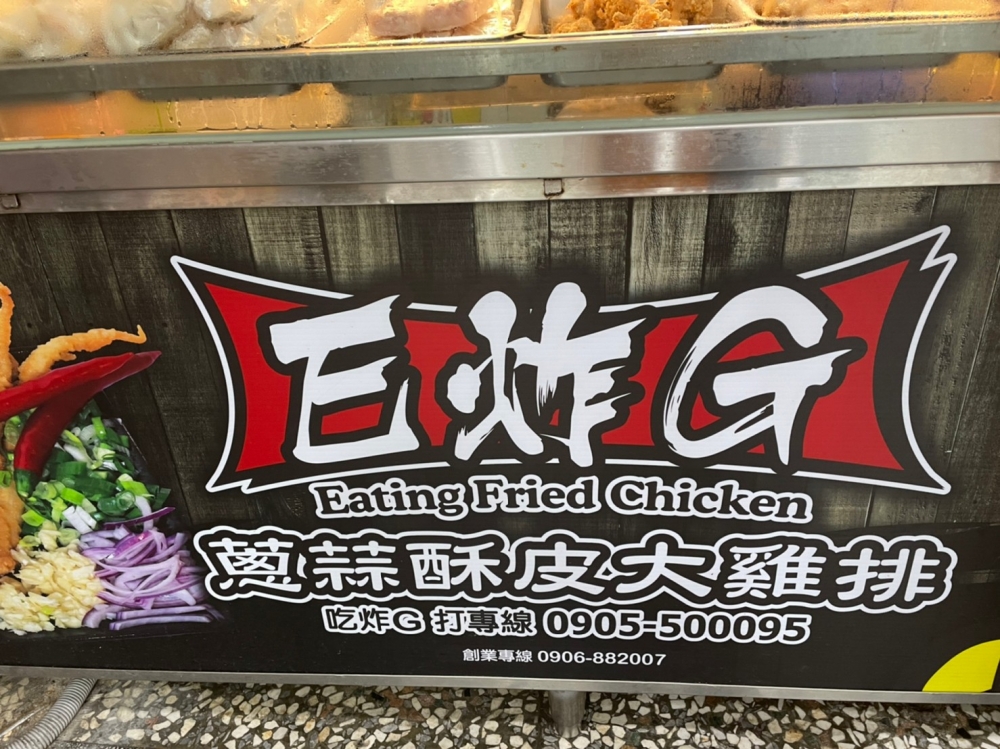 E炸G
Eating Fried Chicken
蔥蒜酥皮大雞排
吃炸G 打專線 0905-500095
創業專線 0906-882007